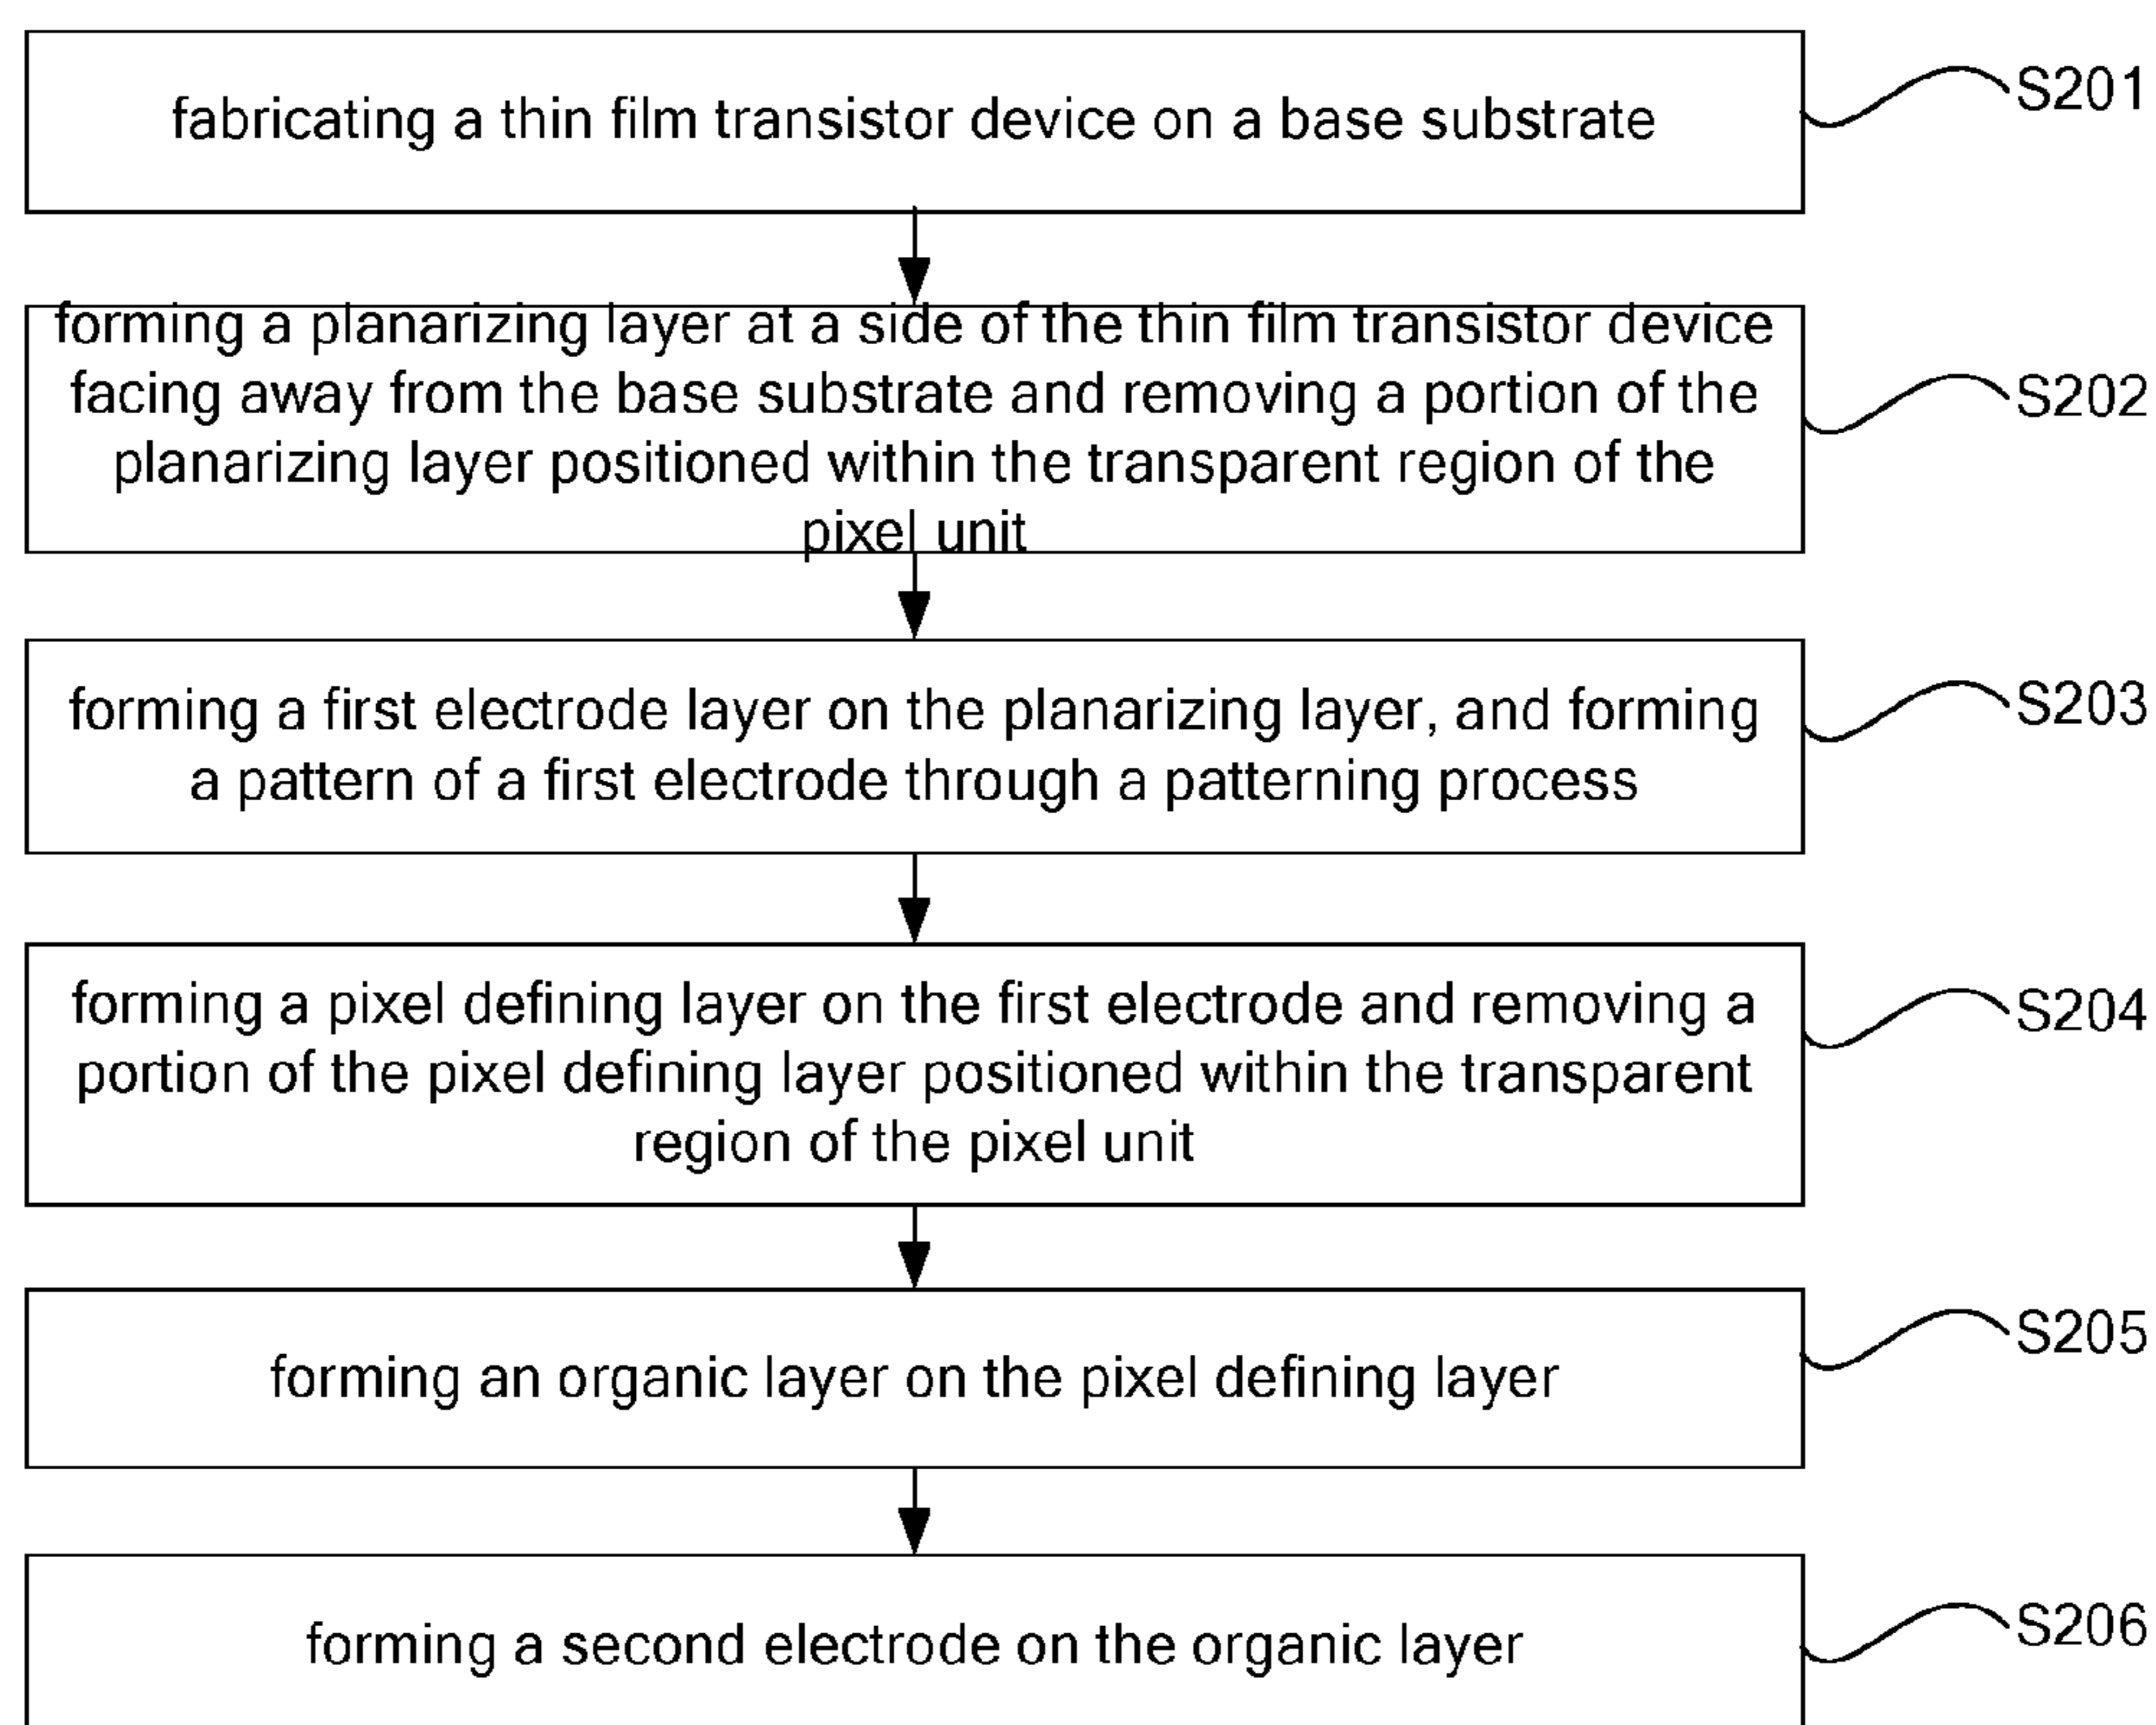 fabricating a thin film transistor device on a base substrate
S201
forming a planarizing layer at a side of the thin film transistor device
facing away from the base substrate and removing a portion of the
planarizing layer positioned within the transparent region of the
pixel unit
S202
forming a first electrode layer on the planarizing layer, and forming
a pattern of a first electrode through a patterning process
S203
forming a pixel defining layer on the first electrode and removing a
portion of the pixel defining layer positioned within the transparent
region of the pixel unit
S204
forming an organic layer on the pixel defining layer
S205
forming a second electrode on the organic layer
S206